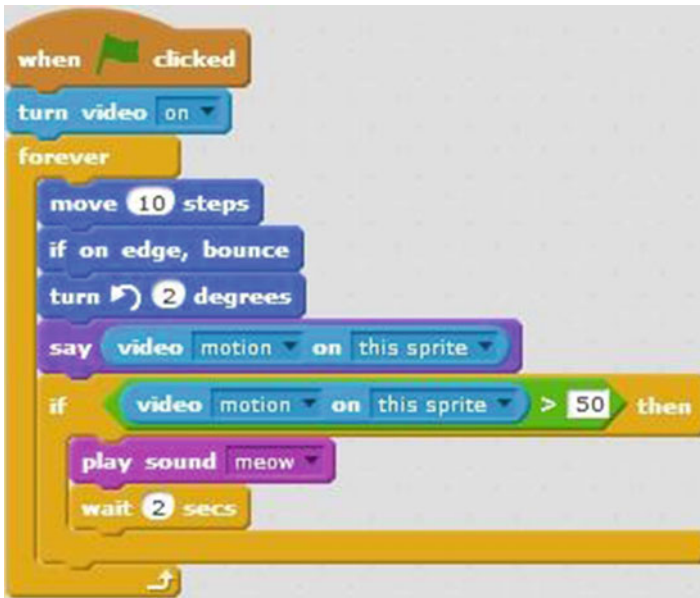 when clicked
turn video on
forever
move 10 steps
if on edge, bounce
turn 2 degrees
say video motion on this sprite
if video motion on this sprite > 50 then
play sound meow
wait 2 secs